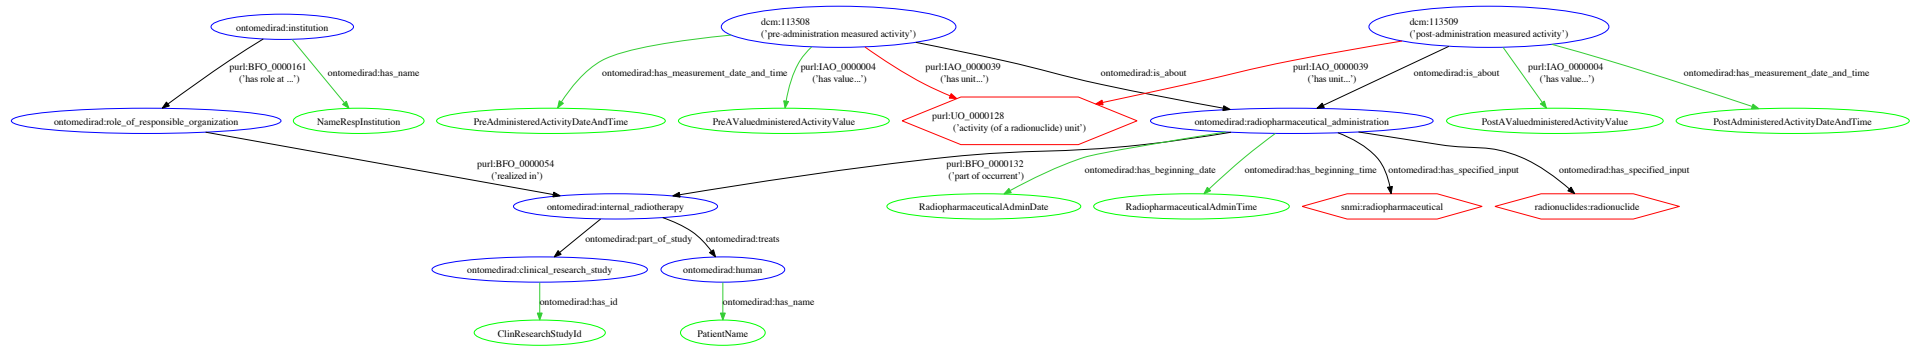 ontomedirad:institution
dcm:113508
('pre-administration measured activity')
dcm:113509
('post-administration measured activity')
purl:BFO_0000161
('has role at ...')
ontomedirad:has_name
ontomedirad:has_measurement_date_and_time
purl:IAO_0000004
('has value...')
purl:IAO_0000039
('has unit...')
ontomedirad:is_about
purl:IAO_0000039
('has unit...')
ontomedirad:is_about
purl:IAO_0000004
('has value...')
ontomedirad:has_measurement_date_and_time
ontomedirad:role_of_responsible_organization
NameRespInstitution
PreAdministeredActivityDateAndTime
PreAValuedministeredActivityValue
purl:UO_0000128
('activity (of a radionuclide) unit')
ontomedirad:radiopharmaceutical_administration
PostAValuedministeredActivityValue
PostAdministeredActivityDateAndTime
purl:BFO_0000054
('realized in')
purl:BFO_0000132
('part of occurrent')
ontomedirad:has_beginning_date
ontomedirad:has_beginning_time
ontomedirad:has_specified_input
ontomedirad:has_specified_input
ontomedirad:internal_radiotherapy
RadiopharmaceuticalAdminDate
RadiopharmaceuticalAdminTime
snmi:radiopharmaceutical
radionuclides:radionuclide
ontomedirad:part_of_study
ontomedirad:treats
ontomedirad:clinical_research_study
ontomedirad:human
ontomedirad:has_id
ontomedirad:has_name
ClinResearchStudyId
PatientName